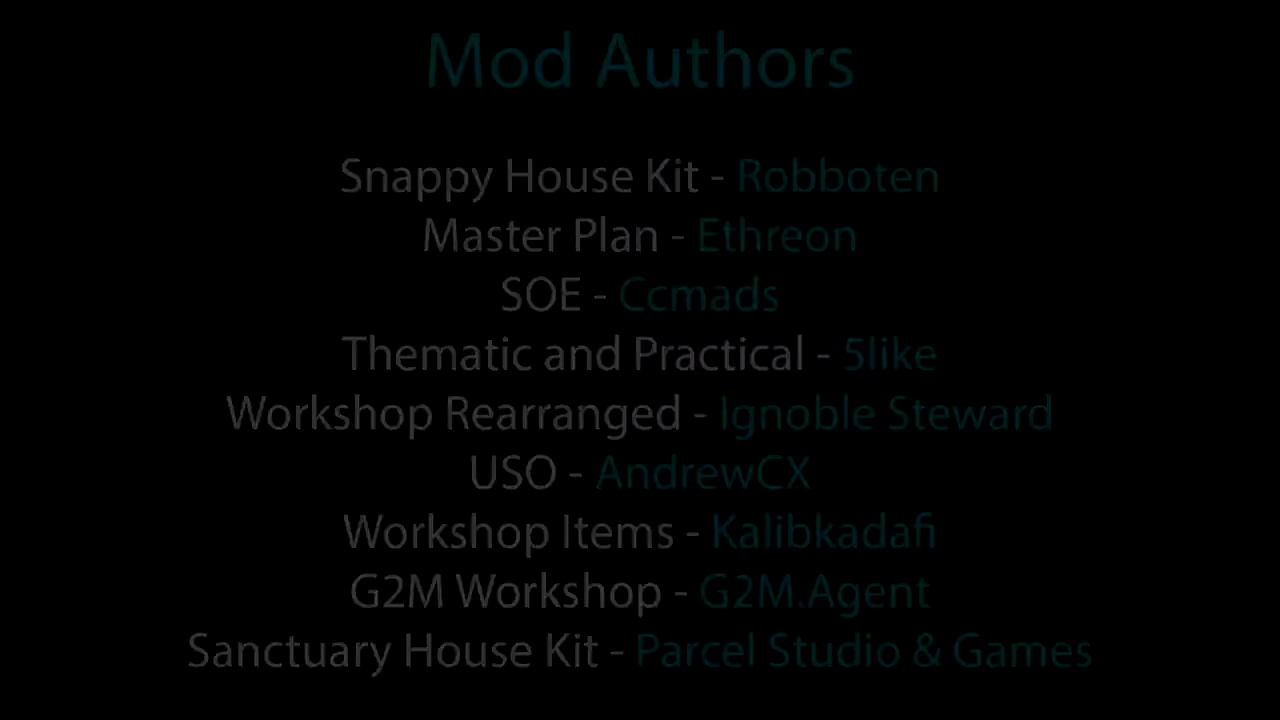 Mod Authors
Snappy House Kit - Robboten
Master Plan - Ethreon
SOE - Ccmads
Thematic and Practical - 5like
Workshop Rearranged - Ignoble Steward
USO - AndrewCX
Workshop Items - Kalibkadafi
G2M Workshop - G2M.Agent
Sanctuary House Kit - Parcel Studio & Games